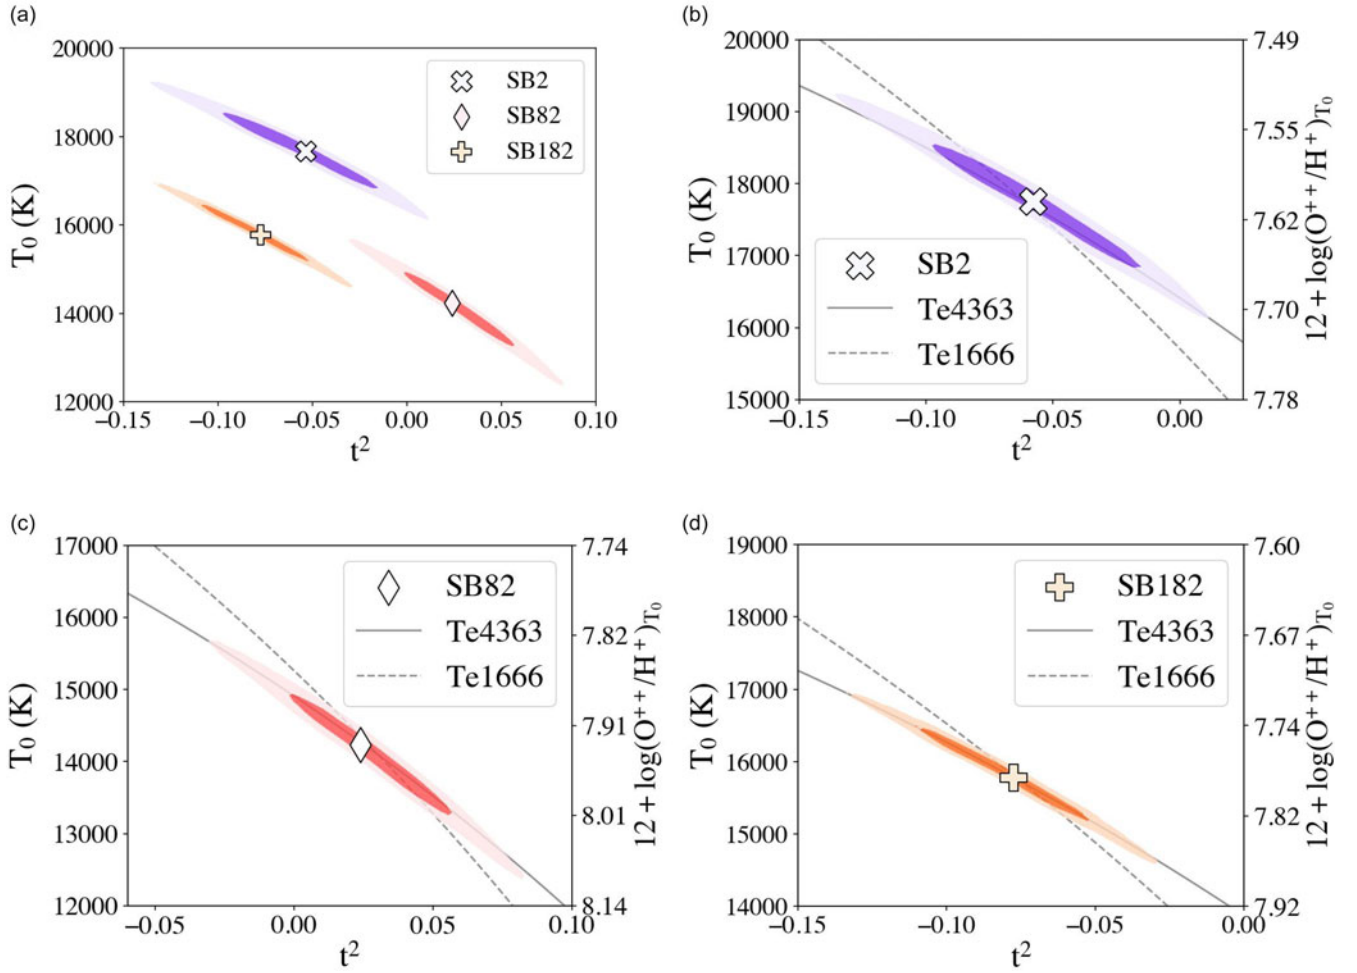 (a)
20000
18000
16000
14000
12000
T0 (K)
−0.15
−0.10
−0.05
0.00
0.05
0.10
t²
SB2
SB82
SB182
(b)
20000
19000
18000
17000
16000
15000
T0 (K)
−0.15
−0.10
−0.05
0.00
t²
SB2
Te4363
Te1666
7.49
7.55
7.62
7.70
7.78
12 + log(O⁺⁺/H⁺)T0
(c)
17000
16000
15000
14000
13000
12000
T0 (K)
−0.05
0.00
0.05
0.10
t²
SB82
Te4363
Te1666
7.74
7.82
7.91
8.01
8.14
12 + log(O⁺⁺/H⁺)T0
(d)
19000
18000
17000
16000
15000
14000
T0 (K)
−0.15
−0.10
−0.05
0.00
t²
SB182
Te4363
Te1666
7.60
7.67
7.74
7.82
7.92
12 + log(O⁺⁺/H⁺)T0